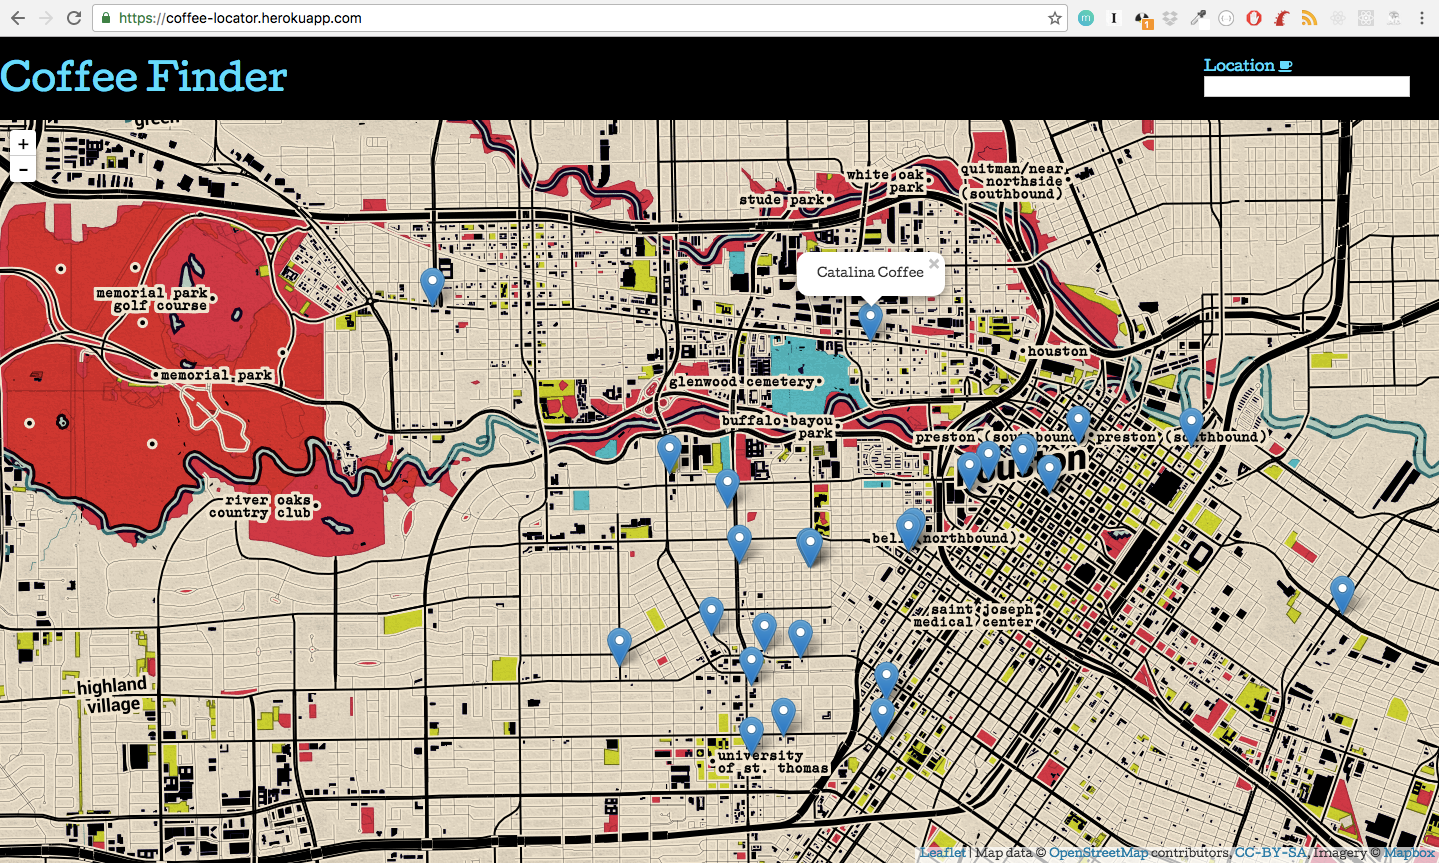 https://coffee-locator.herokuapp.com
1
Coffee Finder
Location
+
-
green
white oak
park
quitman/near
northside
(southbound)
stude park
Catalina Coffee
×
memorial park
golf course
houston
memorial park
glenwood cemetery
buffalo bayou
park
preston (southbound
preston (southbound)
river oaks
country club
bell (northbound)
saint joseph
medical center
highland
village
university
of st. thomas
Leaflet | Map data © OpenStreetMap contributors, CC-BY-SA, Imagery © Mapbox